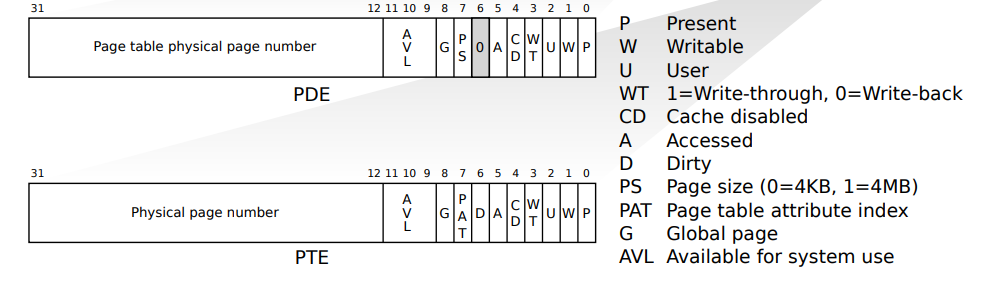 31 12 11 10 9 8 7 6 5 4 3 2 1 0
Page table physical page number AVL G PS 0 A CD WT U W P
PDE
31 12 11 10 9 8 7 6 5 4 3 2 1 0
Physical page number AVL G PAT D A CD WT U W P
PTE
P Present
W Writable
U User
WT 1=Write-through, 0=Write-back
CD Cache disabled
A Accessed
D Dirty
PS Page size (0=4KB, 1=4MB)
PAT Page table attribute index
G Global page
AVL Available for system use